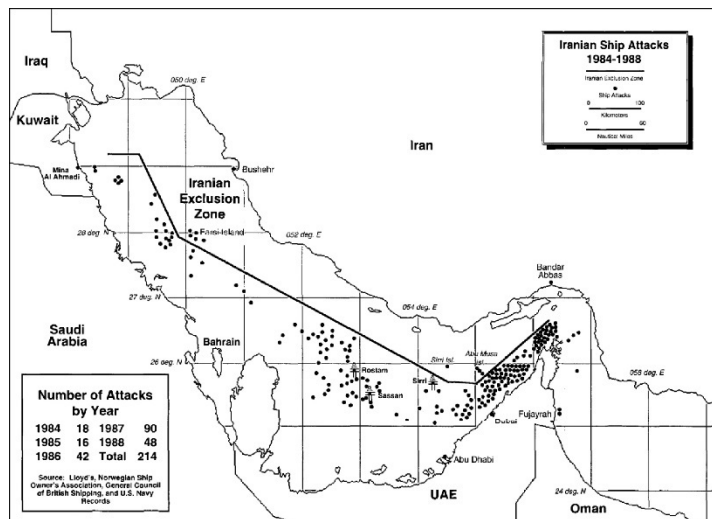 Iranian Ship Attacks
1984-1988
Iranian Exclusion Zone
Ship Attacks
Kilometers
0 60
Nautical Miles
Iraq
Kuwait
050 deg. E
Iran
Mina
Al Ahmadi
Bushehr
Iranian
Exclusion
Zone
28 deg. N
Farsi Island
052 deg. E
27 deg. N
054 deg. E
Bandar
Abbas
Saudi
Arabia
Bahrain
26 deg. N
Rostam
Sirri Ist.
Abu Musa
Ist.
Sirri
Sassan
056 deg. E
Dubai
Fujayrah
Abu Dhabi
UAE
24 deg. N
Oman
Number of Attacks
by Year
1984 18 1987 90
1985 16 1988 48
1986 42 Total 214
Source: Lloyd's, Norwegian Ship
Owner's Association, General Council
of British Shipping, and U.S. Navy
Records